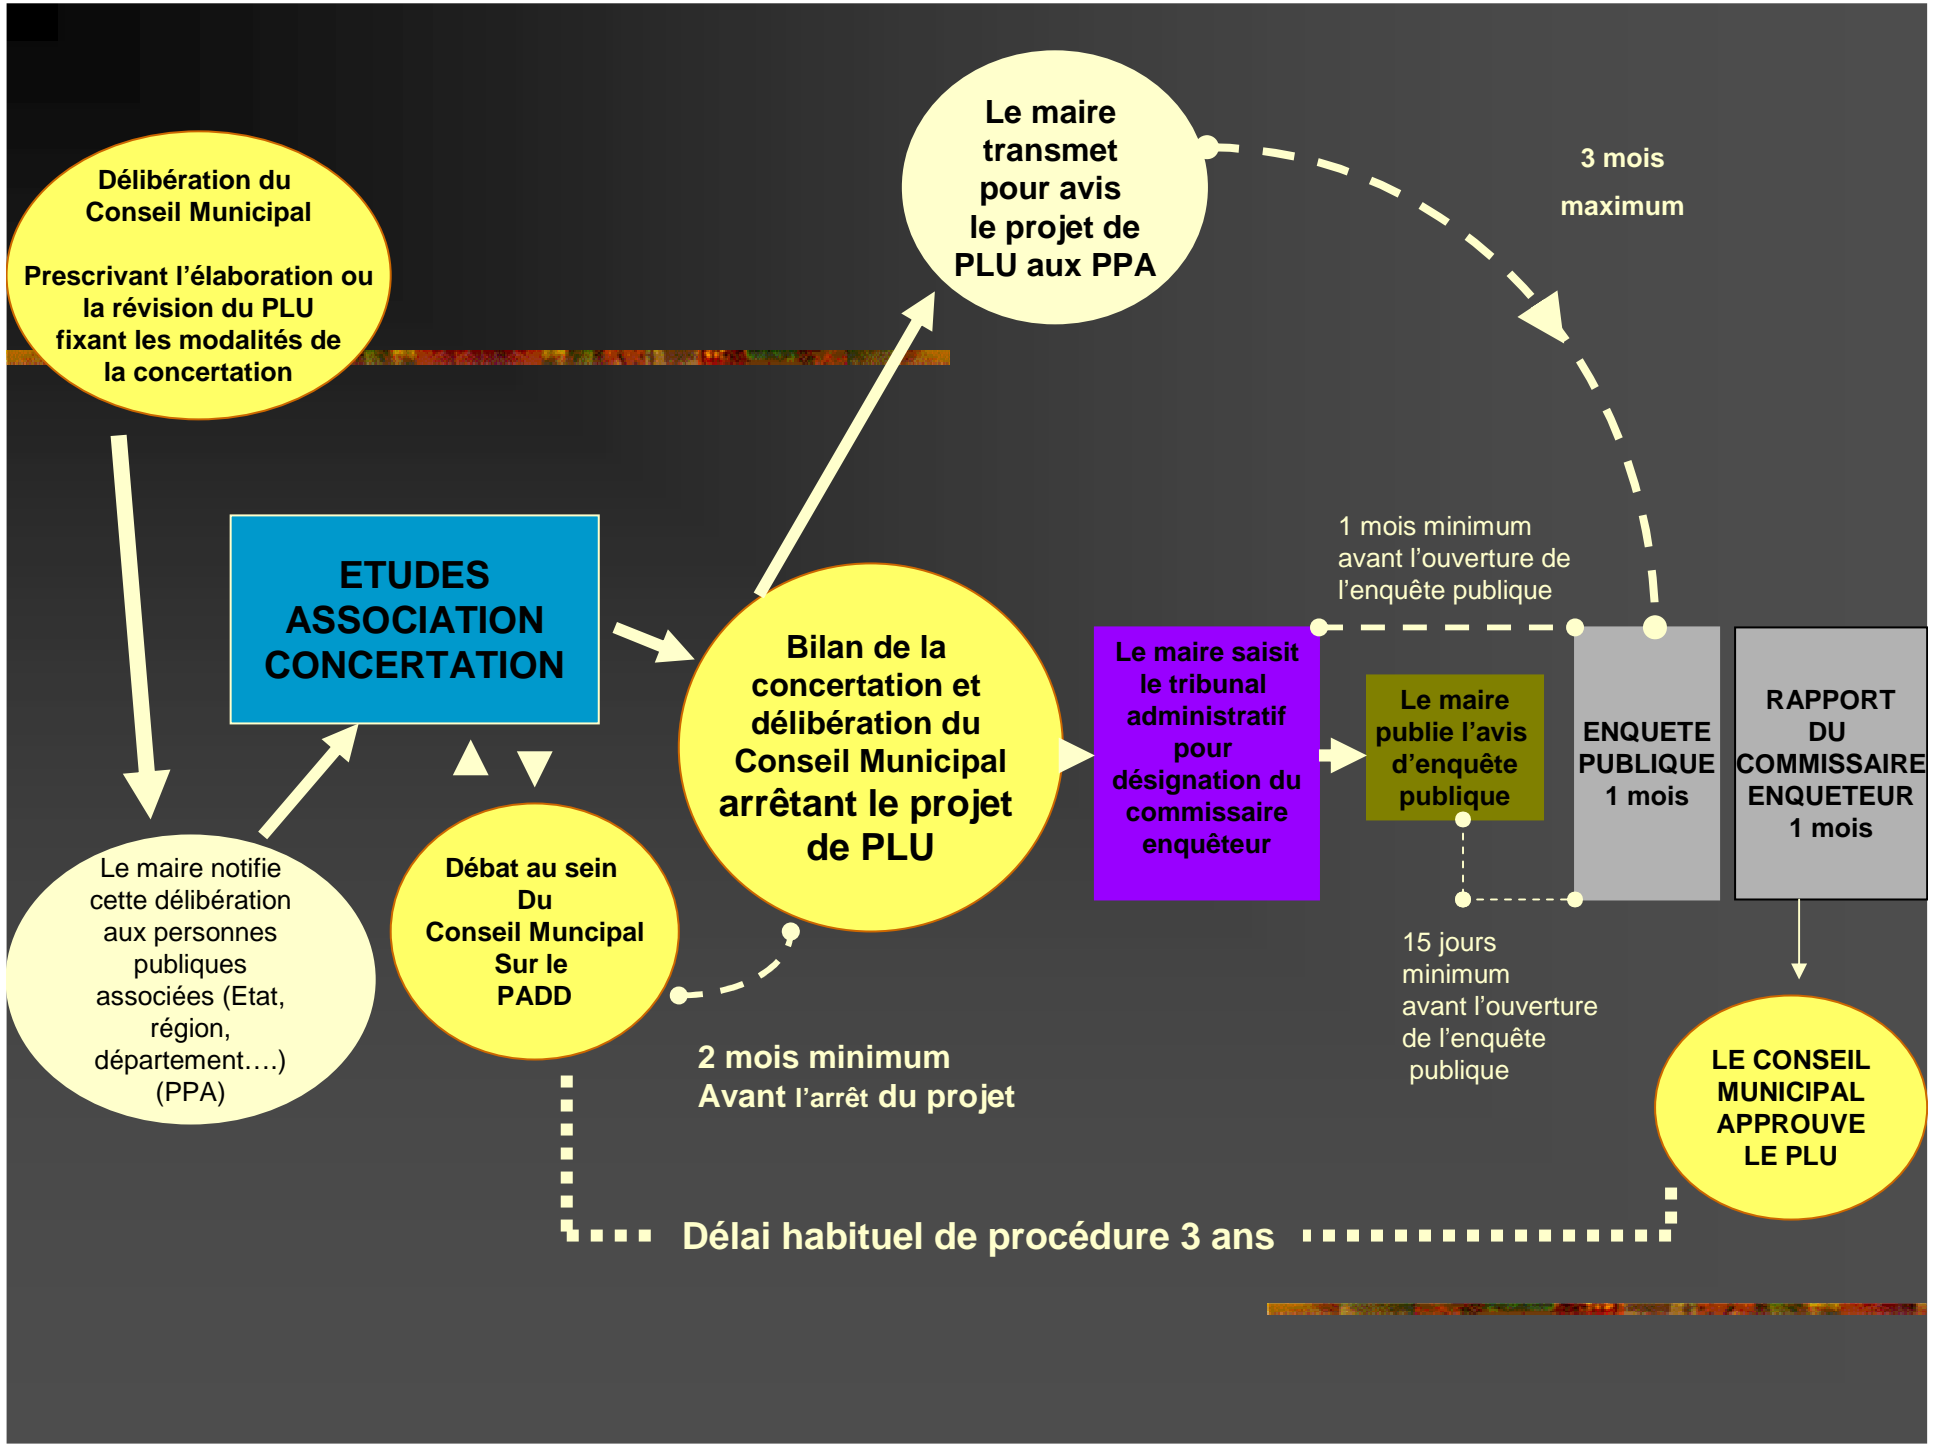 Délibération du
Conseil Municipal
Prescrivant l'élaboration ou
la révision du PLU
fixant les modalités de
la concertation
Le maire notifie
cette délibération
aux personnes
publiques
associées (Etat,
région,
département….)
(PPA)
ETUDES
ASSOCIATION
CONCERTATION
Débat au sein
Du
Conseil Muncipal
Sur le
PADD
2 mois minimum
Avant l'arrêt du projet
Bilan de la
concertation et
délibération du
Conseil Municipal
arrêtant le projet
de PLU
Le maire
transmet
pour avis
le projet de
PLU aux PPA
3 mois
maximum
Le maire saisit
le tribunal
administratif
pour
désignation du
commissaire
enquêteur
1 mois minimum
avant l'ouverture de
l'enquête publique
Le maire
publie l'avis
d'enquête
publique
15 jours
minimum
avant l'ouverture
de l'enquête
publique
ENQUETE
PUBLIQUE
1 mois
RAPPORT
DU
COMMISSAIRE
ENQUETEUR
1 mois
LE CONSEIL
MUNICIPAL
APPROUVE
LE PLU
Délai habituel de procédure 3 ans